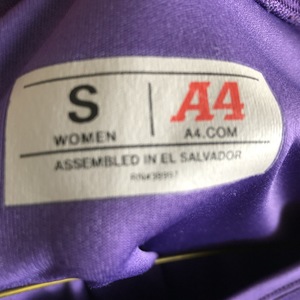 S A4
WOMEN A4.COM
ASSEMBLED IN EL SALVADOR